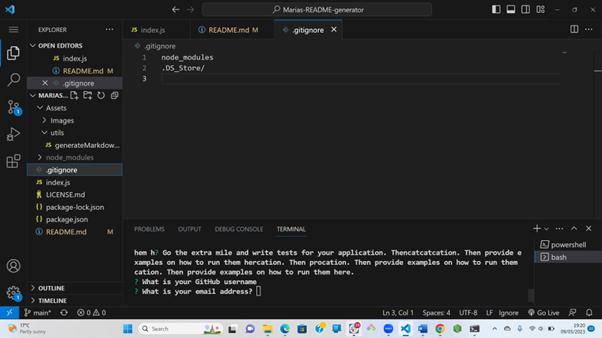 Marias-README-generator
EXPLORER
index.js
README.md M
.gitignore
OPEN EDITORS
index.js
README.md M
.gitignore
MARIAS...
Assets
Images
utils
generateMarkdow...
node_modules
.gitignore
index.js
LICENSE.md
package-lock.json
package.json
README.md M
OUTLINE
TIMELINE
.gitignore
1 node_modules
2 .DS_Store/
3
PROBLEMS OUTPUT DEBUG CONSOLE TERMINAL
powershell
bash
hem h? Go the extra mile and write tests for your application. Thencatcatcation. Then provide e
xamples on how to run them hercation. Then procation. Then provide examples on how to run them
cation. Then provide examples on how to run them here.
? What is your GitHub username
? What is your email address?
main* 0 0 Ln 3, Col 1 Spaces: 4 UTF-8 LF Ignore Go Live
17°C
Partly sunny
Search
19:20
09/05/2023